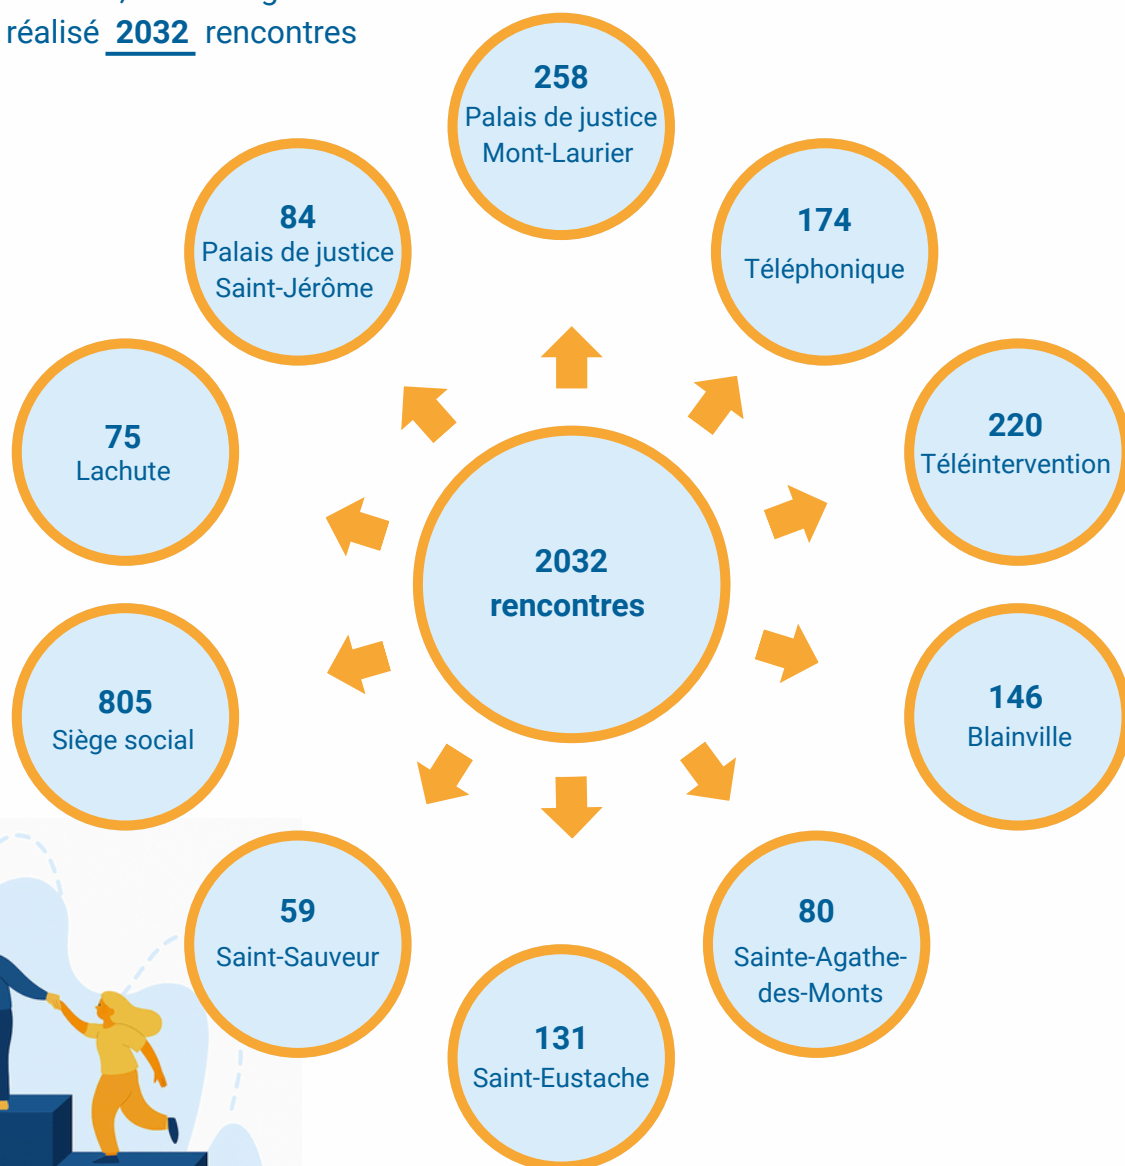 réalisé 2032 rencontres
258
Palais de justice
Mont-Laurier
84
Palais de justice
Saint-Jérôme
174
Téléphonique
75
Lachute
220
Téléintervention
2032
rencontres
805
Siège social
146
Blainville
59
Saint-Sauveur
80
Sainte-Agathe-
des-Monts
131
Saint-Eustache